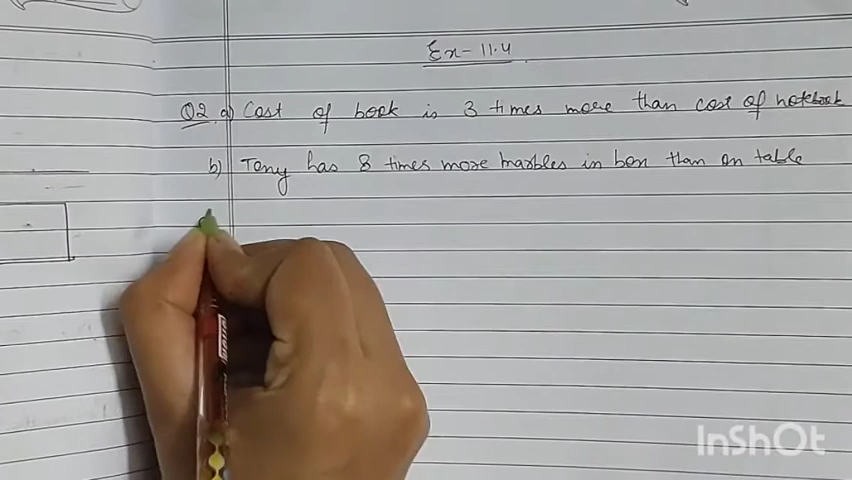 Ex-11.4
Q2 a) Cost of book is 3 times more than cost of notebook
b) Tony has 8 times more marbles in box than on table
InShOt